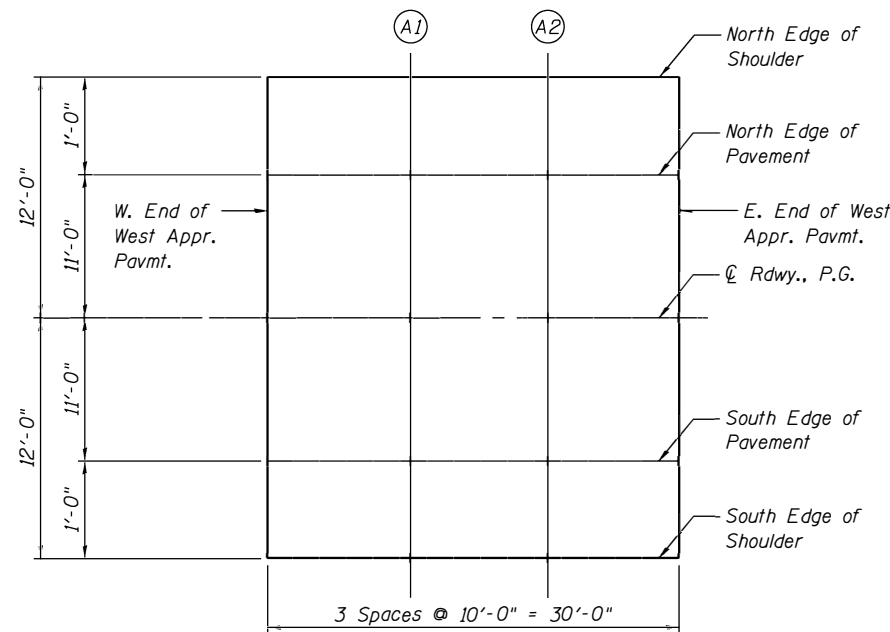 A1
A2
North Edge of
Shoulder
1'-0"
North Edge of
Pavement
12'-0"
11'-0"
W. End of
West Appr.
Pavmt.
E. End of West
Appr. Pavmt.
℄ Rdwy., P.G.
11'-0"
12'-0"
South Edge of
Pavement
1'-0"
South Edge of
Shoulder
3 Spaces @ 10'-0" = 30'-0"